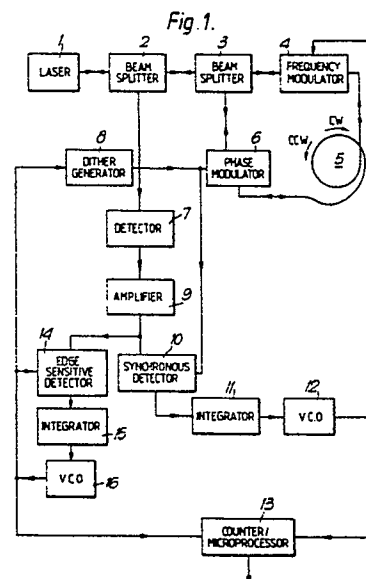 Fig.1.
1
2
3
4
LASER
BEAM
SPLITTER
BEAM
SPLITTER
FREQUENCY
MODULATOR
8
6
CW
CCW
5
DITHER
GENERATOR
PHASE
MODULATOR
7
DETECTOR
AMPLIFIER
9
14
10
EDGE
SENSITIVE
DETECTOR
SYNCHRONOUS
DETECTOR
11
12
INTEGRATOR
15
INTEGRATOR
V.C.O.
V.C.O
16
13
COUNTER/
MICROPROCESSOR